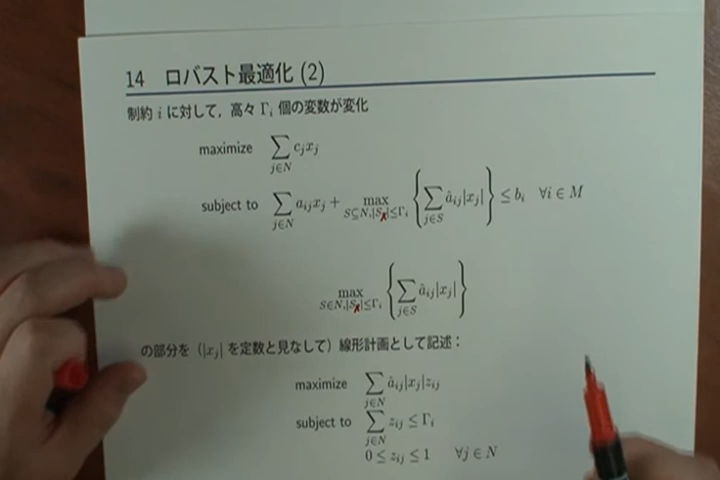 14 ロバスト最適化 (2)
制約 i に対して,高々 Γᵢ 個の変数が変化
maximize ∑_{j∈N} c_j x_j
subject to ∑_{j∈N} a_{ij} x_j + max_{S⊆N,|S|≤Γ_i} { ∑_{j∈S} â_{ij}|x_j| } ≤ b_i ∀i ∈ M
max_{S∈N,|S|≤Γ_i} { ∑_{j∈S} â_{ij}|x_j| }
の部分を(|x_j| を定数と見なして)線形計画として記述:
maximize ∑_{j∈N} â_{ij}|x_j|z_{ij}
subject to ∑_{j∈N} z_{ij} ≤ Γ_i
0 ≤ z_{ij} ≤ 1 ∀j ∈ N